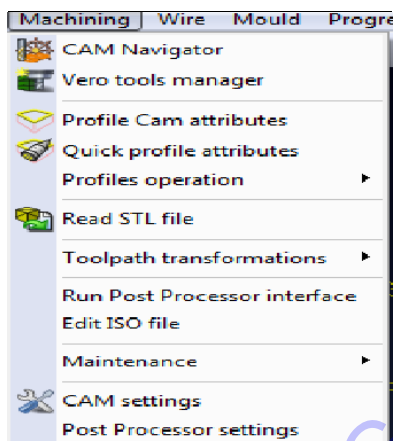 Machining Wire Mould Progre
CAM Navigator
Vero tools manager
Profile Cam attributes
Quick profile attributes
Profiles operation
Read STL file
Toolpath transformations
Run Post Processor interface
Edit ISO file
Maintenance
CAM settings
Post Processor settings